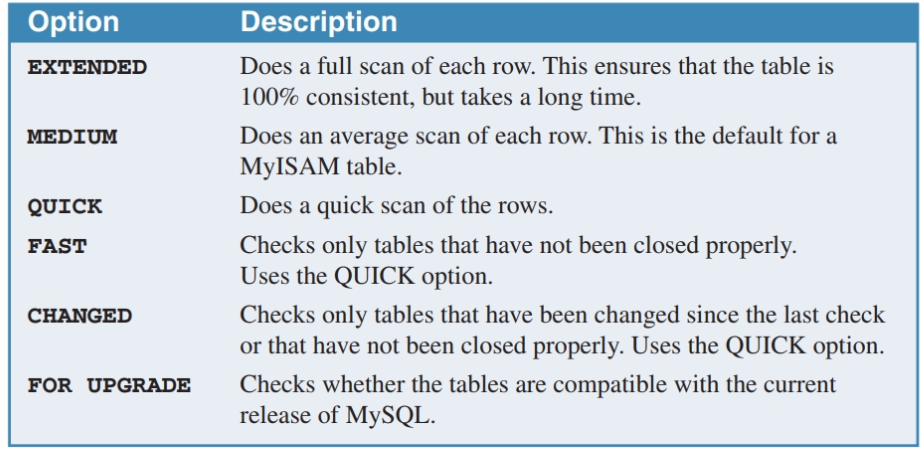 Option Description
EXTENDED Does a full scan of each row. This ensures that the table is
100% consistent, but takes a long time.
MEDIUM Does an average scan of each row. This is the default for a
MyISAM table.
QUICK Does a quick scan of the rows.
FAST Checks only tables that have not been closed properly.
Uses the QUICK option.
CHANGED Checks only tables that have been changed since the last check
or that have not been closed properly. Uses the QUICK option.
FOR UPGRADE Checks whether the tables are compatible with the current
release of MySQL.